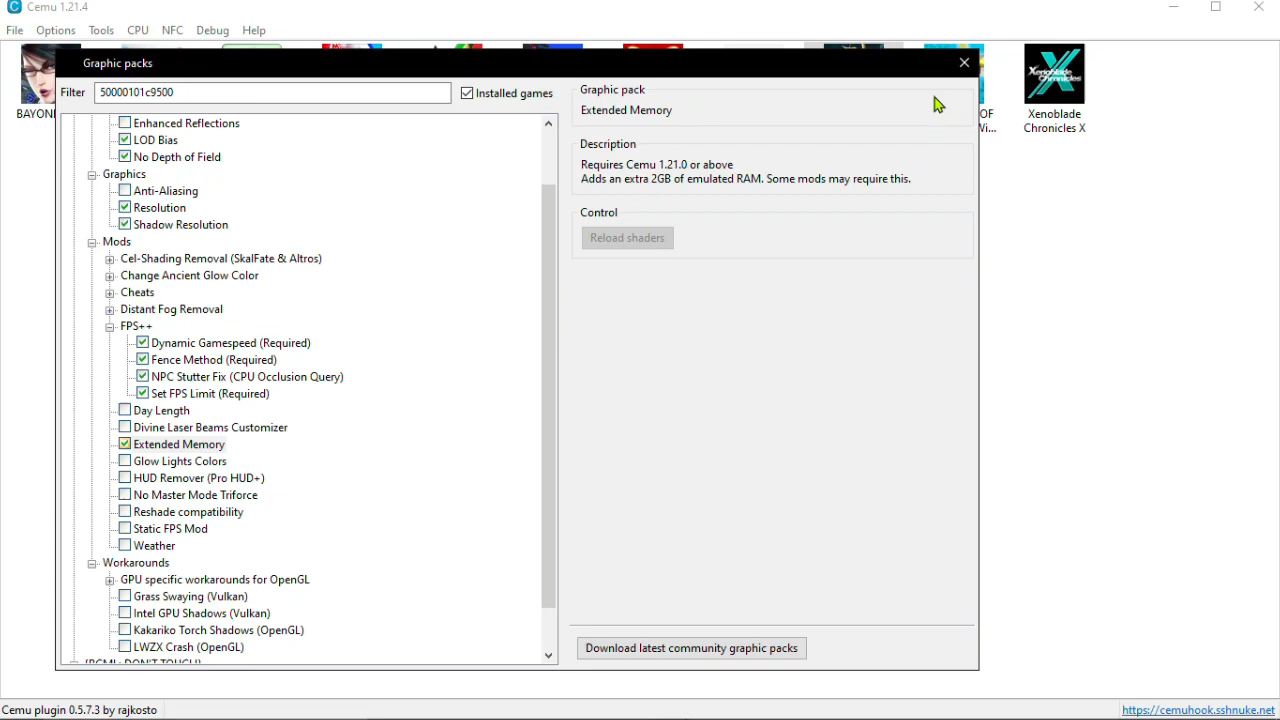 Cemu 1.21.4
File Options Tools CPU NFC Debug Help
Graphic packs
Filter 50000101c9500 Installed games
Enhanced Reflections
LOD Bias
No Depth of Field
Graphics
Anti-Aliasing
Resolution
Shadow Resolution
Mods
Cel-Shading Removal (SkalFate & Altros)
Change Ancient Glow Color
Cheats
Distant Fog Removal
FPS++
Dynamic Gamespeed (Required)
Fence Method (Required)
NPC Stutter Fix (CPU Occlusion Query)
Set FPS Limit (Required)
Day Length
Divine Laser Beams Customizer
Extended Memory
Glow Lights Colors
HUD Remover (Pro HUD+)
No Master Mode Triforce
Reshade compatibility
Static FPS Mod
Weather
Workarounds
GPU specific workarounds for OpenGL
Grass Swaying (Vulkan)
Intel GPU Shadows (Vulkan)
Kakariko Torch Shadows (OpenGL)
LWZX Crash (OpenGL)
Graphic pack
Extended Memory
Description
Requires Cemu 1.21.0 or above
Adds an extra 2GB of emulated RAM. Some mods may require this.
Control
Reload shaders
Download latest community graphic packs
BAYON
OF
Wi...
Xenoblade
Chronicles X
Xenoblade
Chronicles X
Cemu plugin 0.5.7.3 by rajkosto
https://cemuhook.sshnuke.net